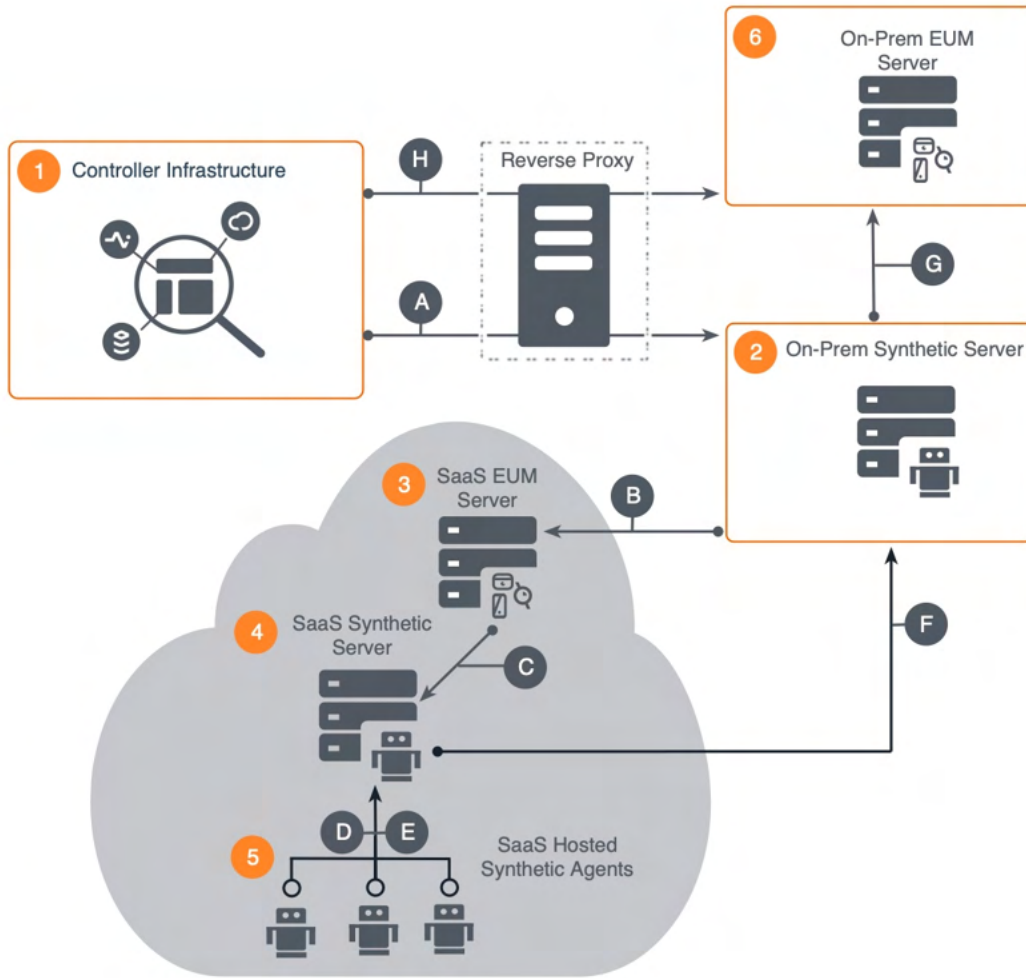 6
On-Prem EUM
Server
1
Controller Infrastructure
H
Reverse Proxy
G
A
2
On-Prem Synthetic Server
3
SaaS EUM
Server
B
4
SaaS Synthetic
Server
F
C
D
E
5
SaaS Hosted
Synthetic Agents